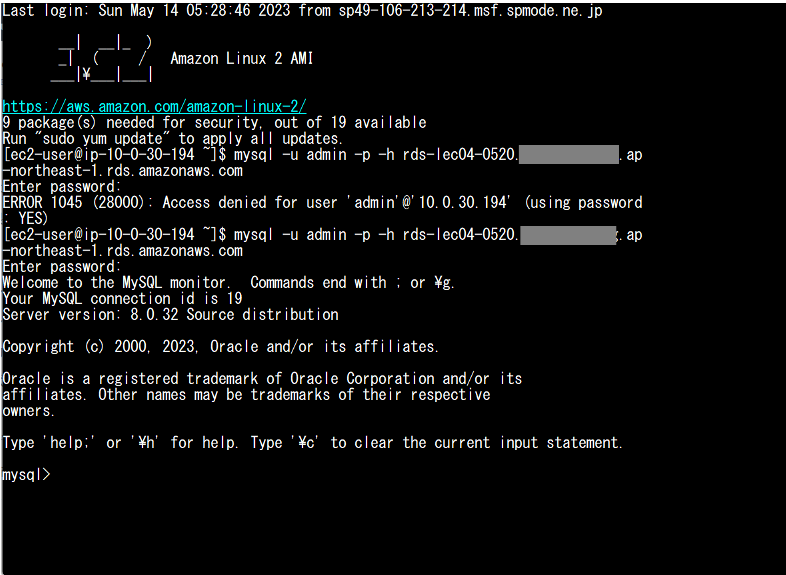 Last login: Sun May 14 05:28:46 2023 from sp49-106-213-214.msf.spmode.ne.jp
       __|  __|_  )
       _|  (     /   Amazon Linux 2 AMI
      ___|¥___|___|
https://aws.amazon.com/amazon-linux-2/
9 package(s) needed for security, out of 19 available
Run "sudo yum update" to apply all updates.
[ec2-user@ip-10-0-30-194 ~]$ mysql -u admin -p -h rds-lec04-0520. .ap
-northeast-1.rds.amazonaws.com
Enter password:
ERROR 1045 (28000): Access denied for user 'admin'@'10.0.30.194' (using password
: YES)
[ec2-user@ip-10-0-30-194 ~]$ mysql -u admin -p -h rds-lec04-0520. .ap
-northeast-1.rds.amazonaws.com
Enter password:
Welcome to the MySQL monitor.  Commands end with ; or ¥g.
Your MySQL connection id is 19
Server version: 8.0.32 Source distribution
Copyright (c) 2000, 2023, Oracle and/or its affiliates.
Oracle is a registered trademark of Oracle Corporation and/or its
affiliates. Other names may be trademarks of their respective
owners.
Type 'help;' or '¥h' for help. Type '¥c' to clear the current input statement.
mysql>